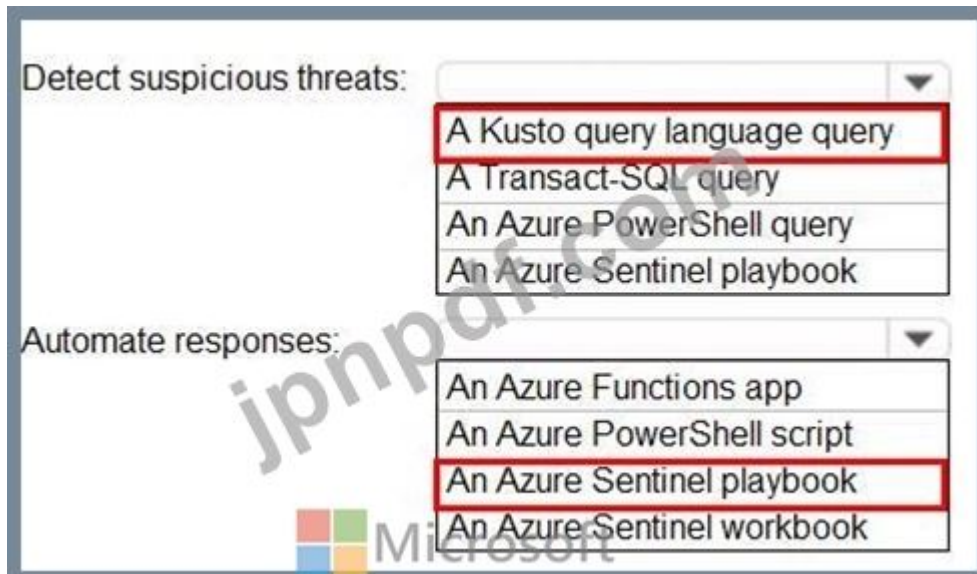 Detect suspicious threats:
A Kusto query language query
A Transact-SQL query
An Azure PowerShell query
An Azure Sentinel playbook
Automate responses:
An Azure Functions app
An Azure PowerShell script
An Azure Sentinel playbook
An Azure Sentinel workbook
jpnpdf.com
Microsoft